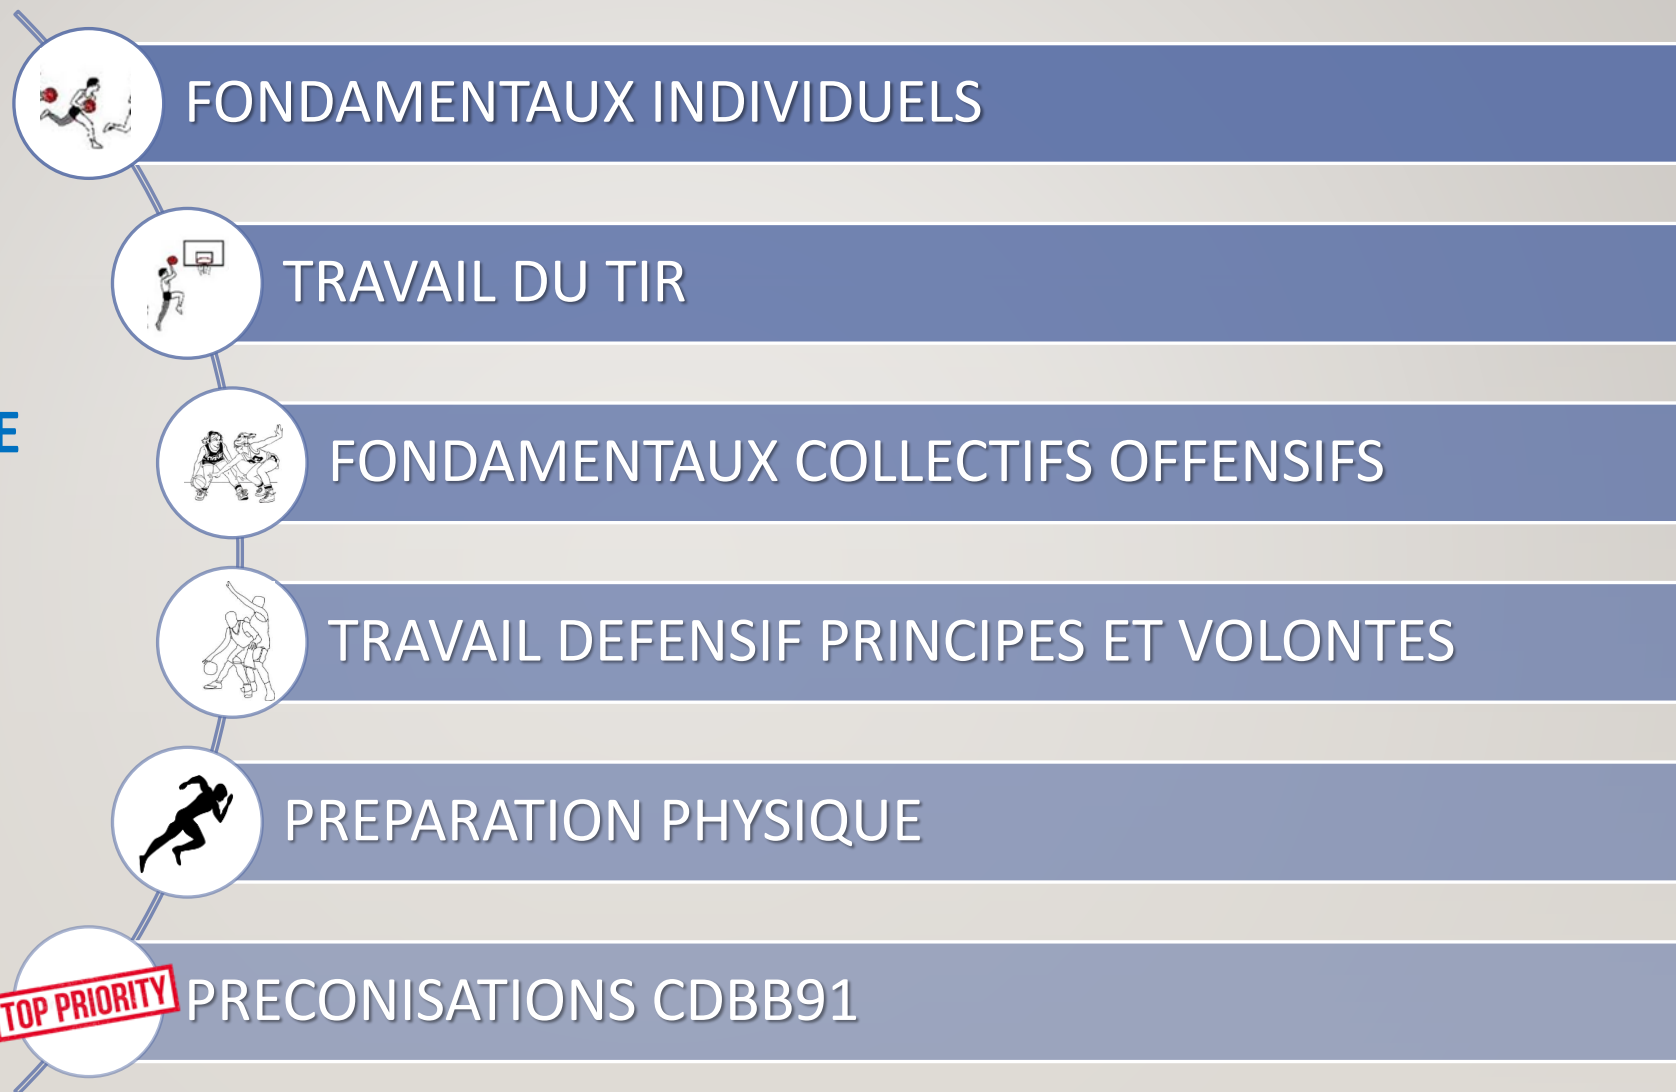 FONDAMENTAUX INDIVIDUELS
TRAVAIL DU TIR
E
FONDAMENTAUX COLLECTIFS OFFENSIFS
TRAVAIL DEFENSIF PRINCIPES ET VOLONTES
PREPARATION PHYSIQUE
TOP PRIORITY
PRECONISATIONS CDBB91